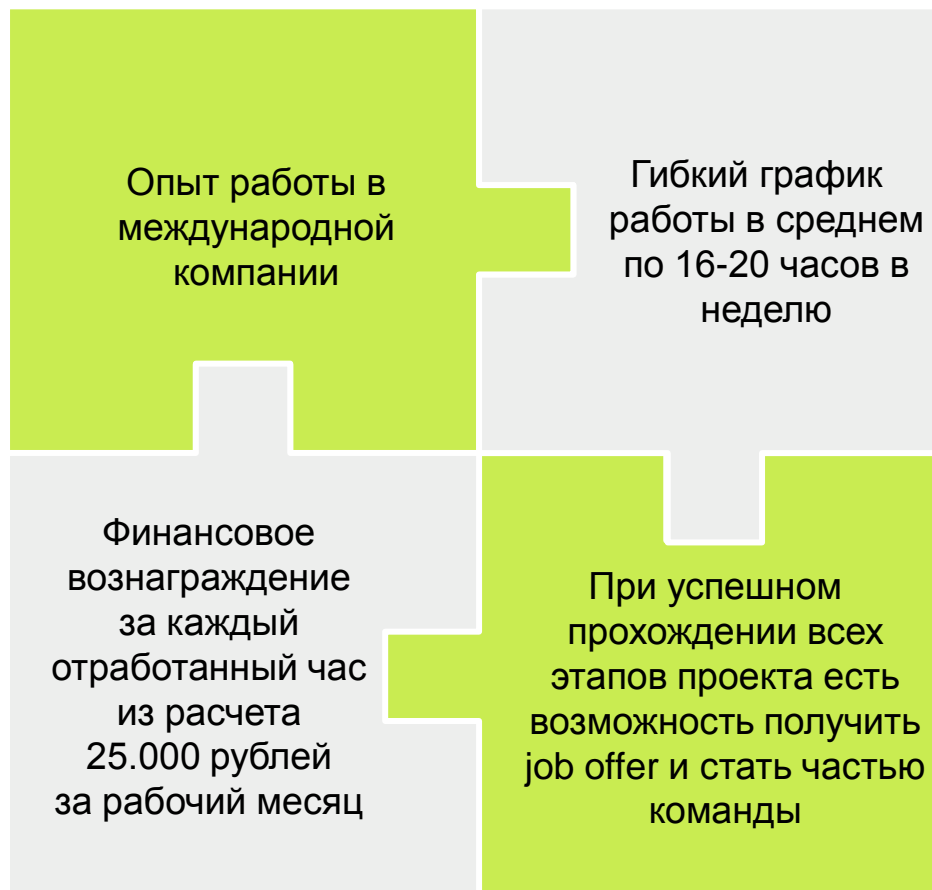 Опыт работы в
международной
компании
Гибкий график
работы в среднем
по 16-20 часов в
неделю
Финансовое
вознаграждение
за каждый
отработанный час
из расчета
25.000 рублей
за рабочий месяц
При успешном
прохождении всех
этапов проекта есть
возможность получить
job offer и стать частью
команды